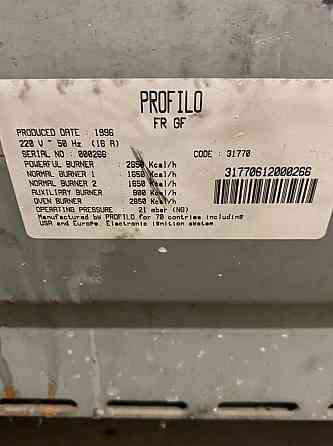 PROFILO
FR GF
PRODUCED DATE : 1996
220 V ~ 50 Hz (16 A)
SERIAL NO : 000266
CODE : 31770
POWERFUL BURNER : 2650 Kcal/h
NORMAL BURNER 1 : 1650 Kcal/h
NORMAL BURNER 2 : 1650 Kcal/h
AUXILIARY BURNER : 900 Kcal/h
OVEN BURNER : 2850 Kcal/h
OPERATING PRESSURE : 21 mbar (NG)
31770612000266
Manufactured by PROFILO for 70 contries including
USA and Europe. Electronic ignition system